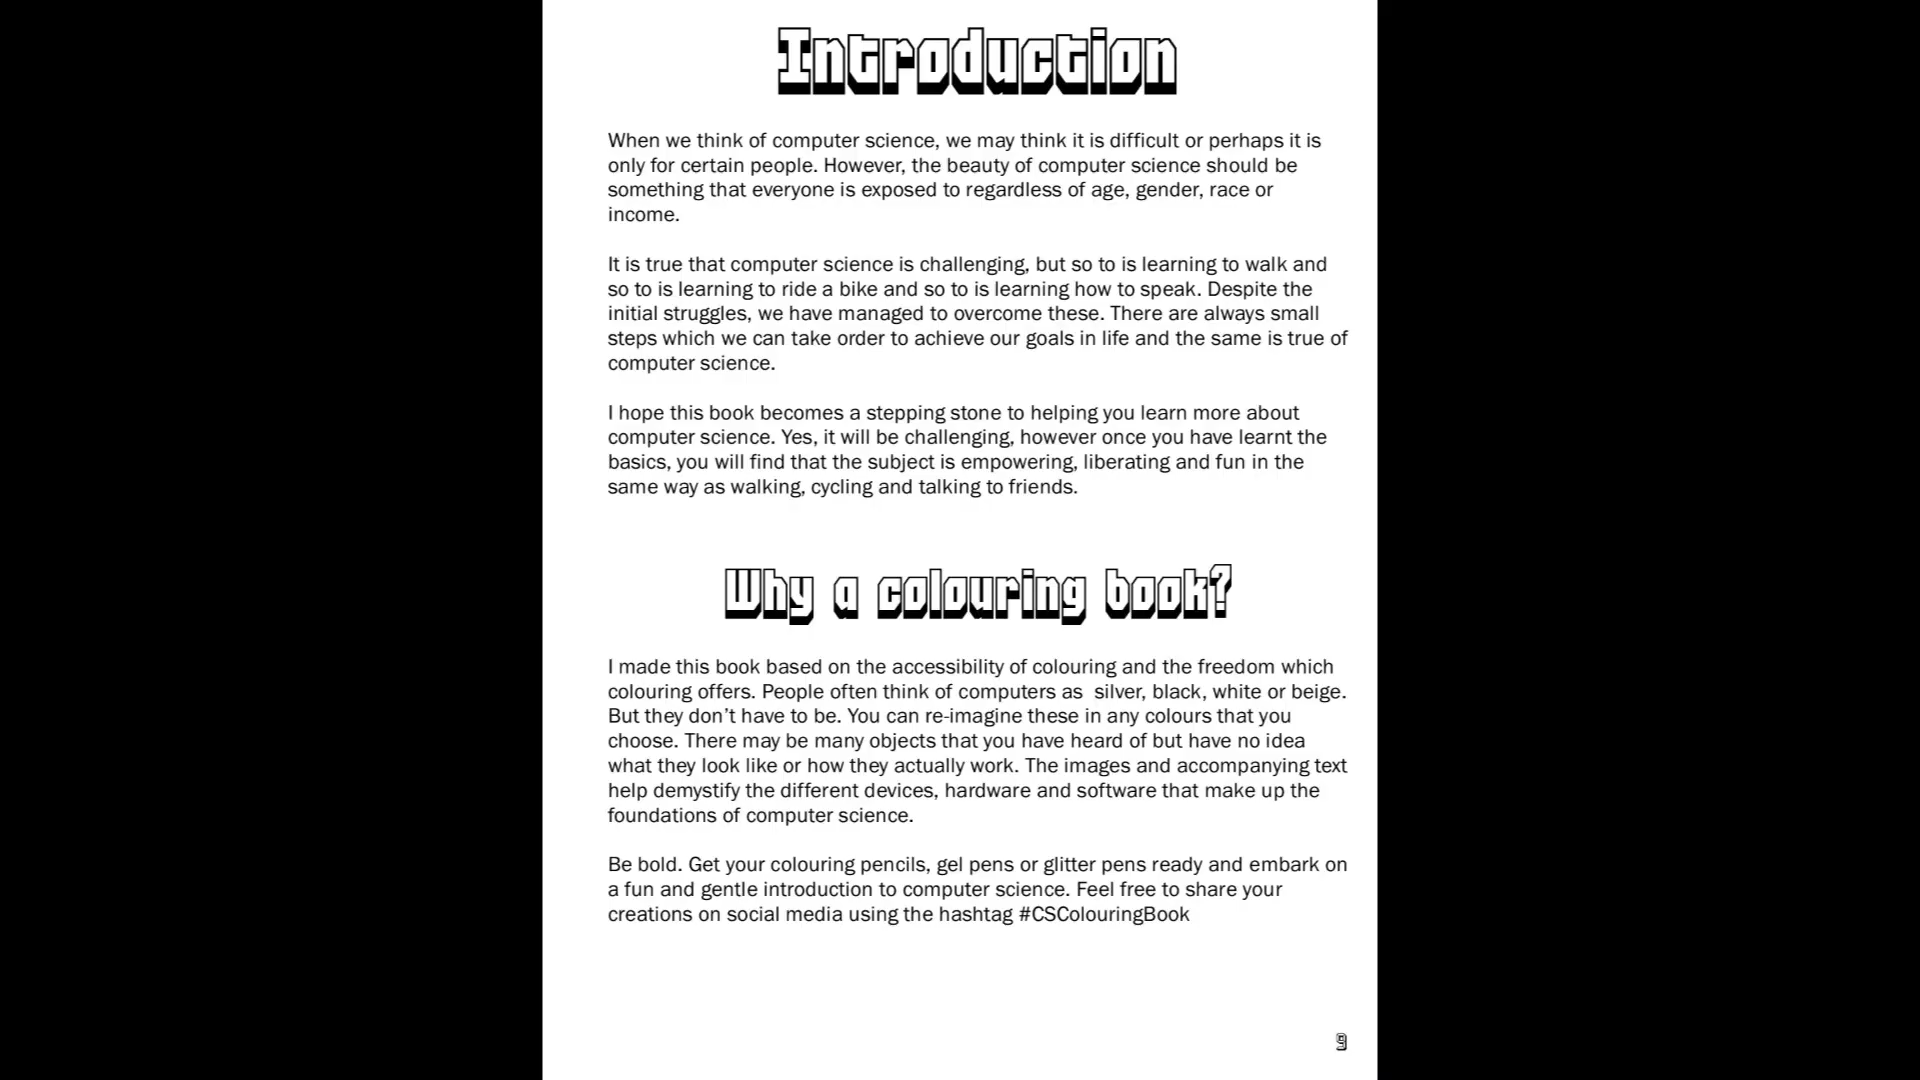 Introduction
When we think of computer science, we may think it is difficult or perhaps it is
only for certain people. However, the beauty of computer science should be
something that everyone is exposed to regardless of age, gender, race or
income.
It is true that computer science is challenging, but so to is learning to walk and
so to is learning to ride a bike and so to is learning how to speak. Despite the
initial struggles, we have managed to overcome these. There are always small
steps which we can take order to achieve our goals in life and the same is true of
computer science.
I hope this book becomes a stepping stone to helping you learn more about
computer science. Yes, it will be challenging, however once you have learnt the
basics, you will find that the subject is empowering, liberating and fun in the
same way as walking, cycling and talking to friends.
Why a colouring book?
I made this book based on the accessibility of colouring and the freedom which
colouring offers. People often think of computers as  silver, black, white or beige.
But they don’t have to be. You can re-imagine these in any colours that you
choose. There may be many objects that you have heard of but have no idea
what they look like or how they actually work. The images and accompanying text
help demystify the different devices, hardware and software that make up the
foundations of computer science.
Be bold. Get your colouring pencils, gel pens or glitter pens ready and embark on
a fun and gentle introduction to computer science. Feel free to share your
creations on social media using the hashtag #CSColouringBook
9